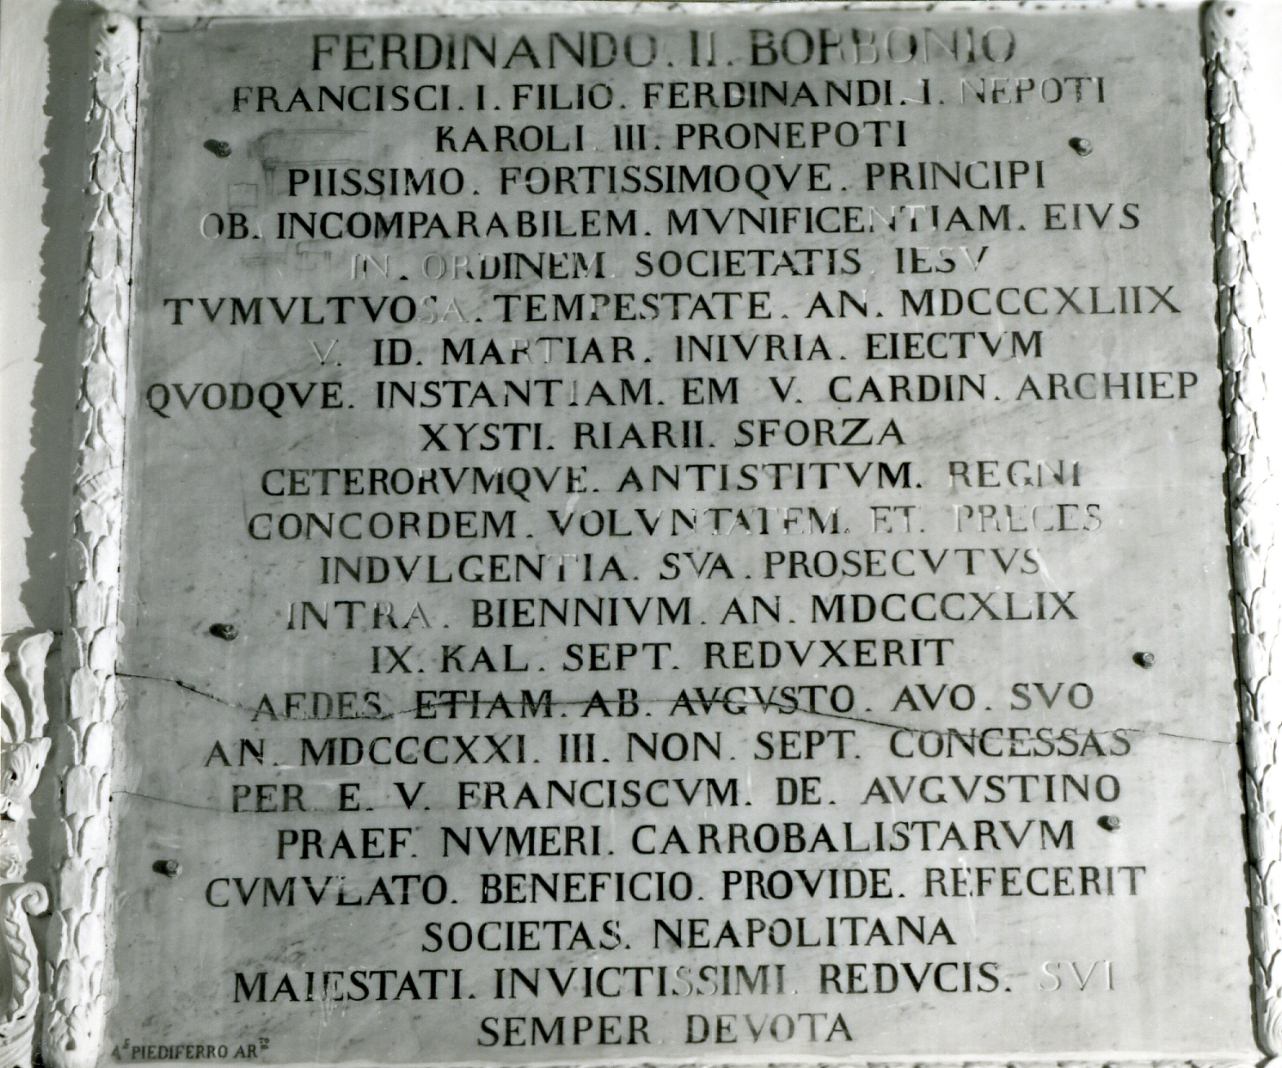 FERDINANDO. II. BORBONIO
FRANCISCI. I. FILIO. FERDINANDI. I. NEPOTI
KAROLI III. PRONEPOTI
PIISSIMO. FORTISSIMOQVE. PRINCIPI
OB. INCOMPARABILEM. MVNIFICENTIAM. EIVS
IN. ORDINEM SOCIETATIS IESV
TVMVLTVOSA. TEMPESTATE. AN. MDCCCXLIIX
V. ID. MARTIAR. INIVRIA. EIECTVM
QVODQVE. INSTANTIAM. EM V. CARDIN. ARCHIEP
XYSTI. RIARII. SFORZA
CETERORVMQVE. ANTISTITVM. REGNI
CONCORDEM. VOLVNTATEM. ET. PRECES
INDVLGENTIA. SVA. PROSECVTVS
INTRA. BIENNIVM. AN. MDCCCXLIX
IX. KAL. SEPT. REDVXERIT
AEDES. ETIAM. AB. AVGVSTO. AVO. SVO
AN. MDCCCXXI. III. NON. SEPT. CONCESSAS
PER. E. V. FRANCISCVM. DE. AVGVSTINO
PRAEF. NVMERI. CARROBALISTARVM
CVMVLATO. BENEFICIO. PROVIDE. REFECERIT
SOCIETAS. NEAPOLITANA
MAIESTATI. INVICTISSIMI. REDVCIS. SVI
SEMPER DEVOTA
AE PIEDIFERRO ARTO